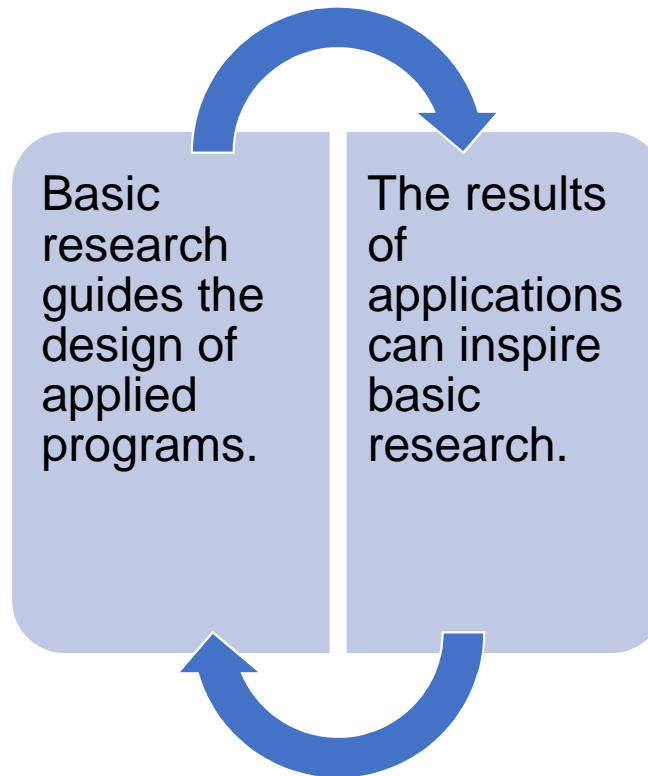 Basic
research
guides the
design of
applied
programs.
The results
of
applications
can inspire
basic
research.